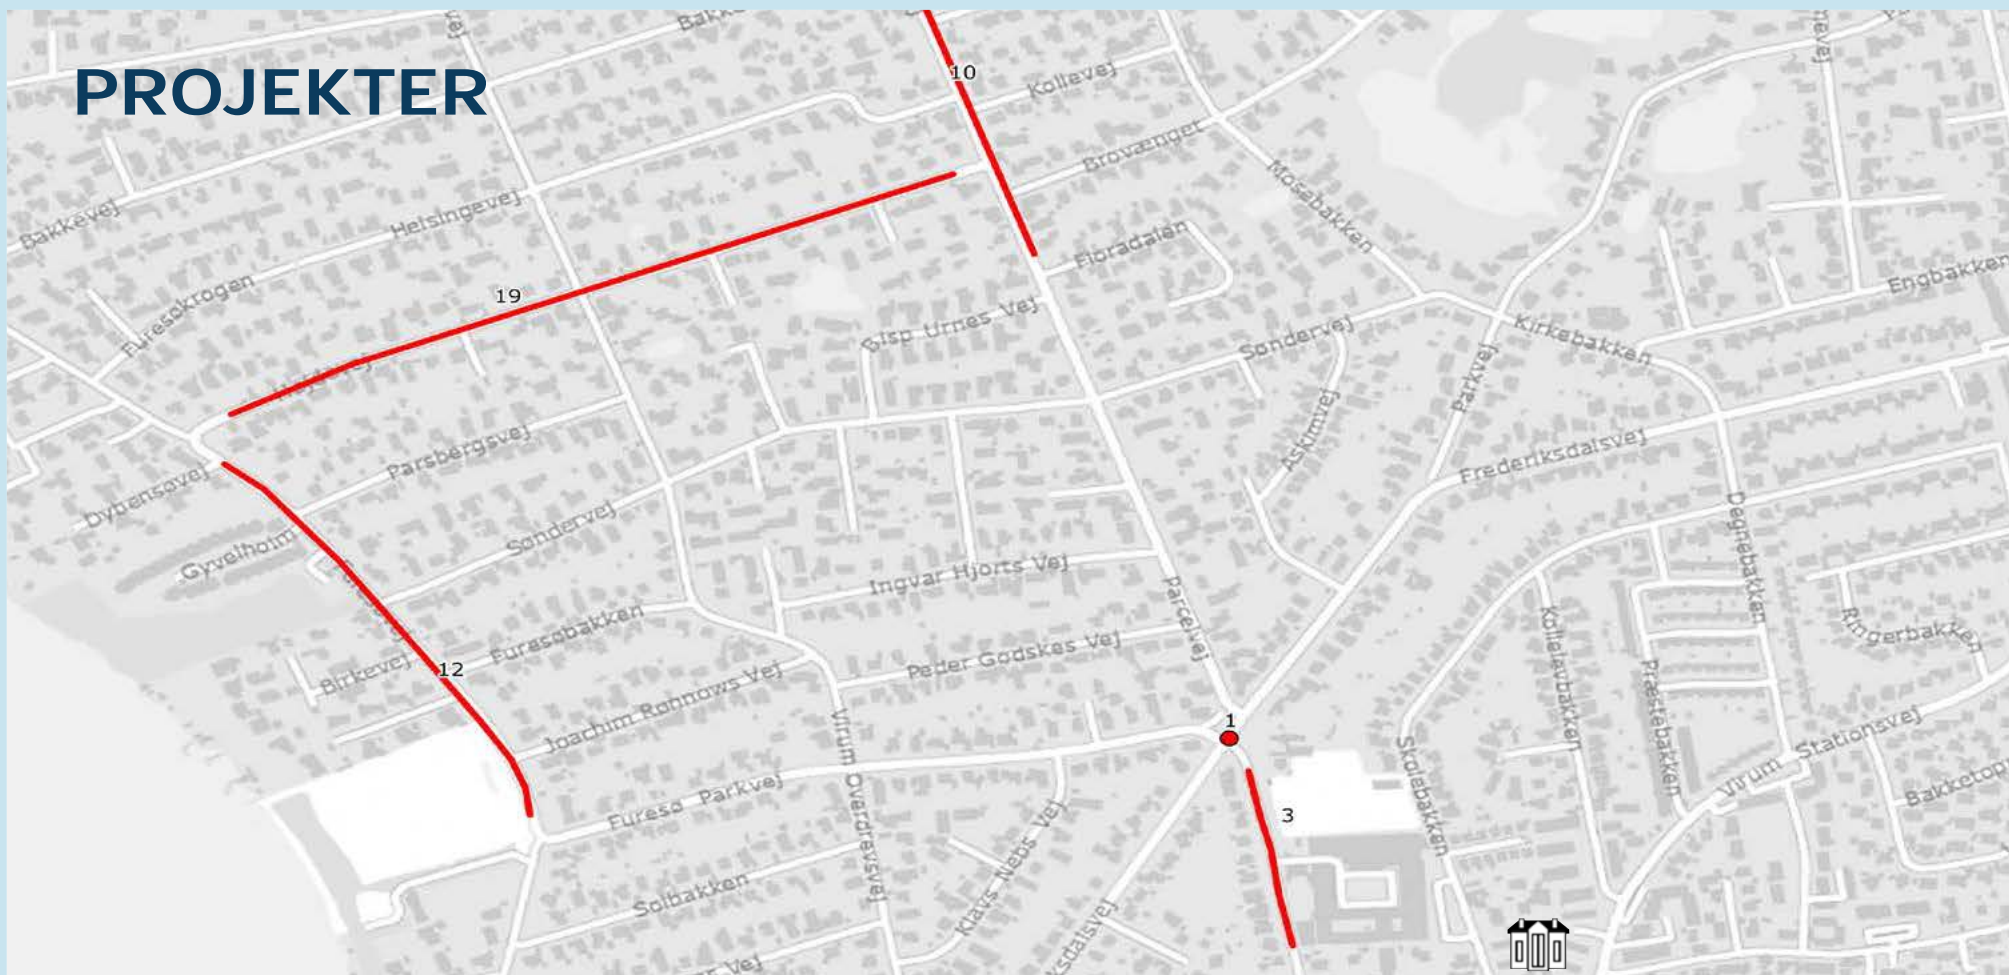 PROJEKTER
10
Kollevej
Brovænget
Mosebakken
Bakkevej
Helsingevej
Furesøkrogen
19
Floradalen
Bisp Urnes Vej
Søndervej
Kirkebakken
Engbakken
Parkvej
Askimvej
Parsbergsvej
Dybensøvej
Gyvelholm
Søndervej
Frederiksdalsvej
Degnebakken
Ingvar Hjorts Vej
Parcelvej
Furesøbakken
Birkevej
12
Joachim Rønnows Vej
Peder Godskes Vej
Kollelevbakken
Ringerbakken
Præstebakken
Virum Stationsvej
1
Virum Overdrevsvej
Furesø Parkvej
3
Skolebakken
Klavs Nebs Vej
Solbakken